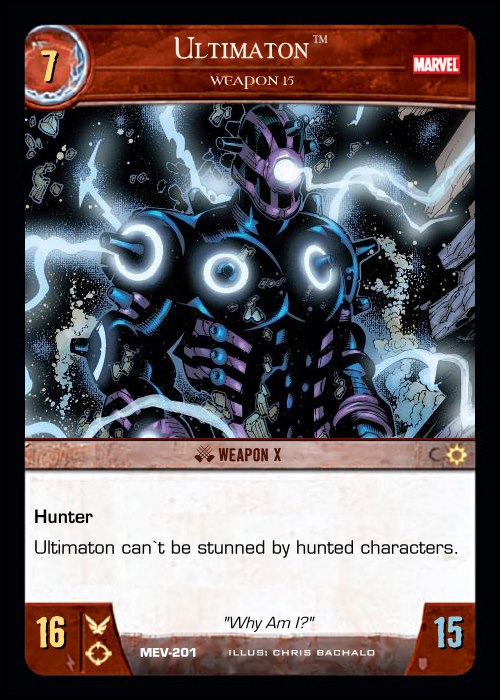 7
ULTIMATON™
WEAPON 15
MARVEL
WEAPON X
C
Hunter
Ultimaton can`t be stunned by hunted characters.
"Why Am I?"
16
15
MEV-201 ILLUS: CHRIS BACHALO